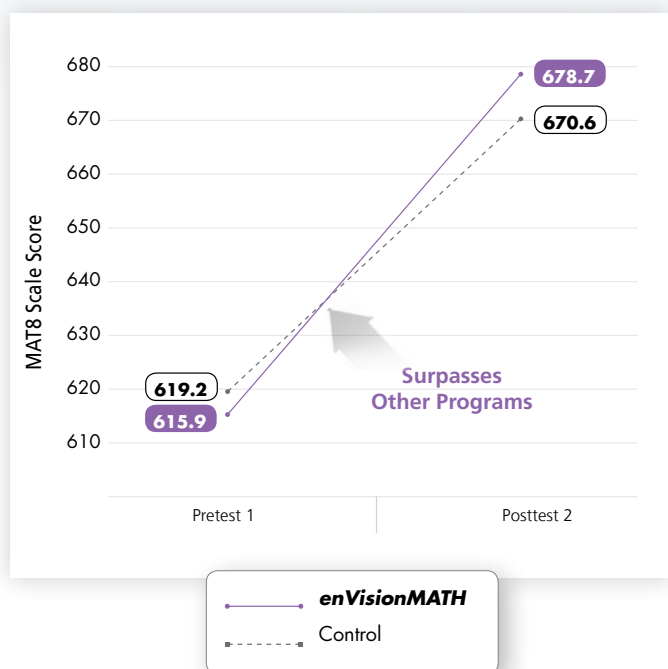 680
678.7
670
670.6
660
650
640
630
620
610
MAT8 Scale Score
619.2
615.9
Surpasses
Other Programs
Pretest 1
Posttest 2
enVisionMATH
Control